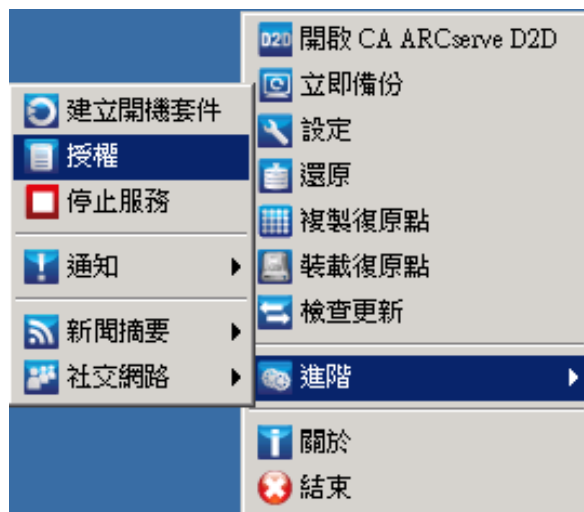 D2D 開啟 CA ARCserve D2D
立即備份
設定
還原
複製復原點
裝載復原點
檢查更新
進階
關於
結束
建立開機套件
授權
停止服務
通知
新聞摘要
社交網路